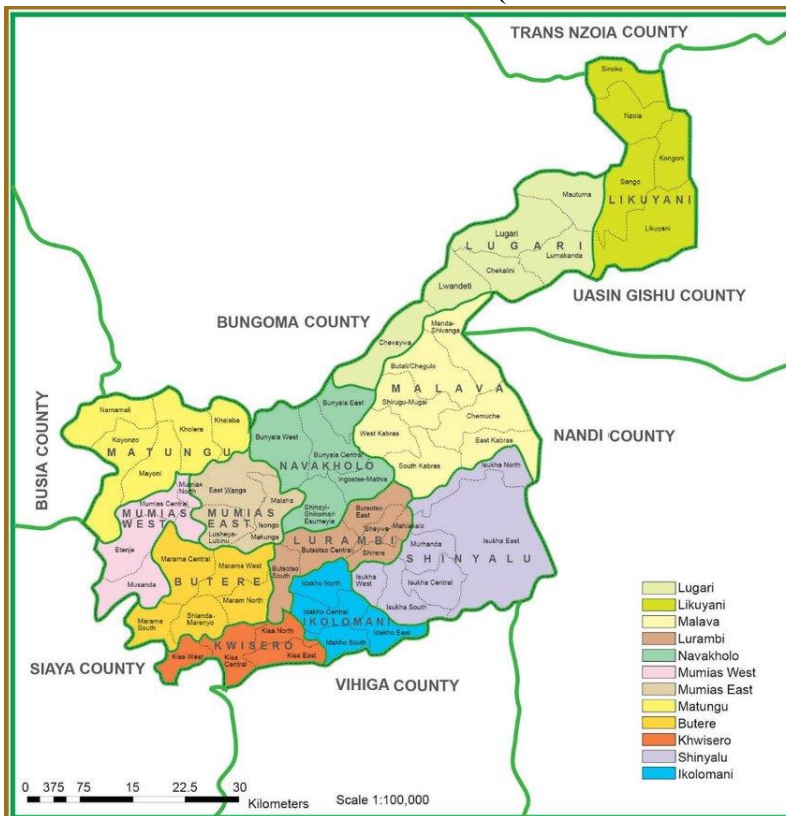 (
TRANS NZOIA COUNTY
Sinoko
Nzoia
Kongoni
Sango
LIKUYANI
Likuyani
Mautuma
Lugari
LUGARI
Lumakanda
Chekalini
Lwandeti
UASIN GISHU COUNTY
BUNGOMA COUNTY
Chevaywa
Manda-
Shivanga
Butali/Chegulo
MALAVA
Shirugu-Mugai
Chemuche
West Kabras
East Kabras
South Kabras
NANDI COUNTY
BUSIA COUNTY
Namamali
Koyonzo
Kholera
Khalaba
MATUNGU
Mayoni
Bunyala East
Bunyala West
Bunyala Central
NAVAKHOLO
Ingostse-Mathia
Shinoyi-
Shikomari
Esumeyia
Mumias
North
Mumias Central
MUMIAS
WEST
Etenje
Musanda
East Wanga
Malaha
MUMIAS
EAST
Isongo
Lusheya-
Lubinu
Makunga
Butsotso
East
Sheywe
Mahiakalo
LURAMBI
Butsotso Central
Shirere
Butsotso
South
Isukha North
Murhanda
Isukha East
SHINYALU
Isukha
West
Isukha Central
Isukha South
Marama Central
Marama West
BUTERE
Maram North
Marama
South
Shianda-
Marenyo
Idakho North
Idakho Central
IKOLOMANI
Idakho East
Idakho South
Kisa North
KWISERO
Kisa West
Kisa
Central
Kisa East
SIAYA COUNTY
VIHIGA COUNTY
Lugari
Likuyani
Malava
Lurambi
Navakholo
Mumias West
Mumias East
Matungu
Butere
Khwisero
Shinyalu
Ikolomani
0 375 75 15 22.5 30
Kilometers
Scale 1:100,000